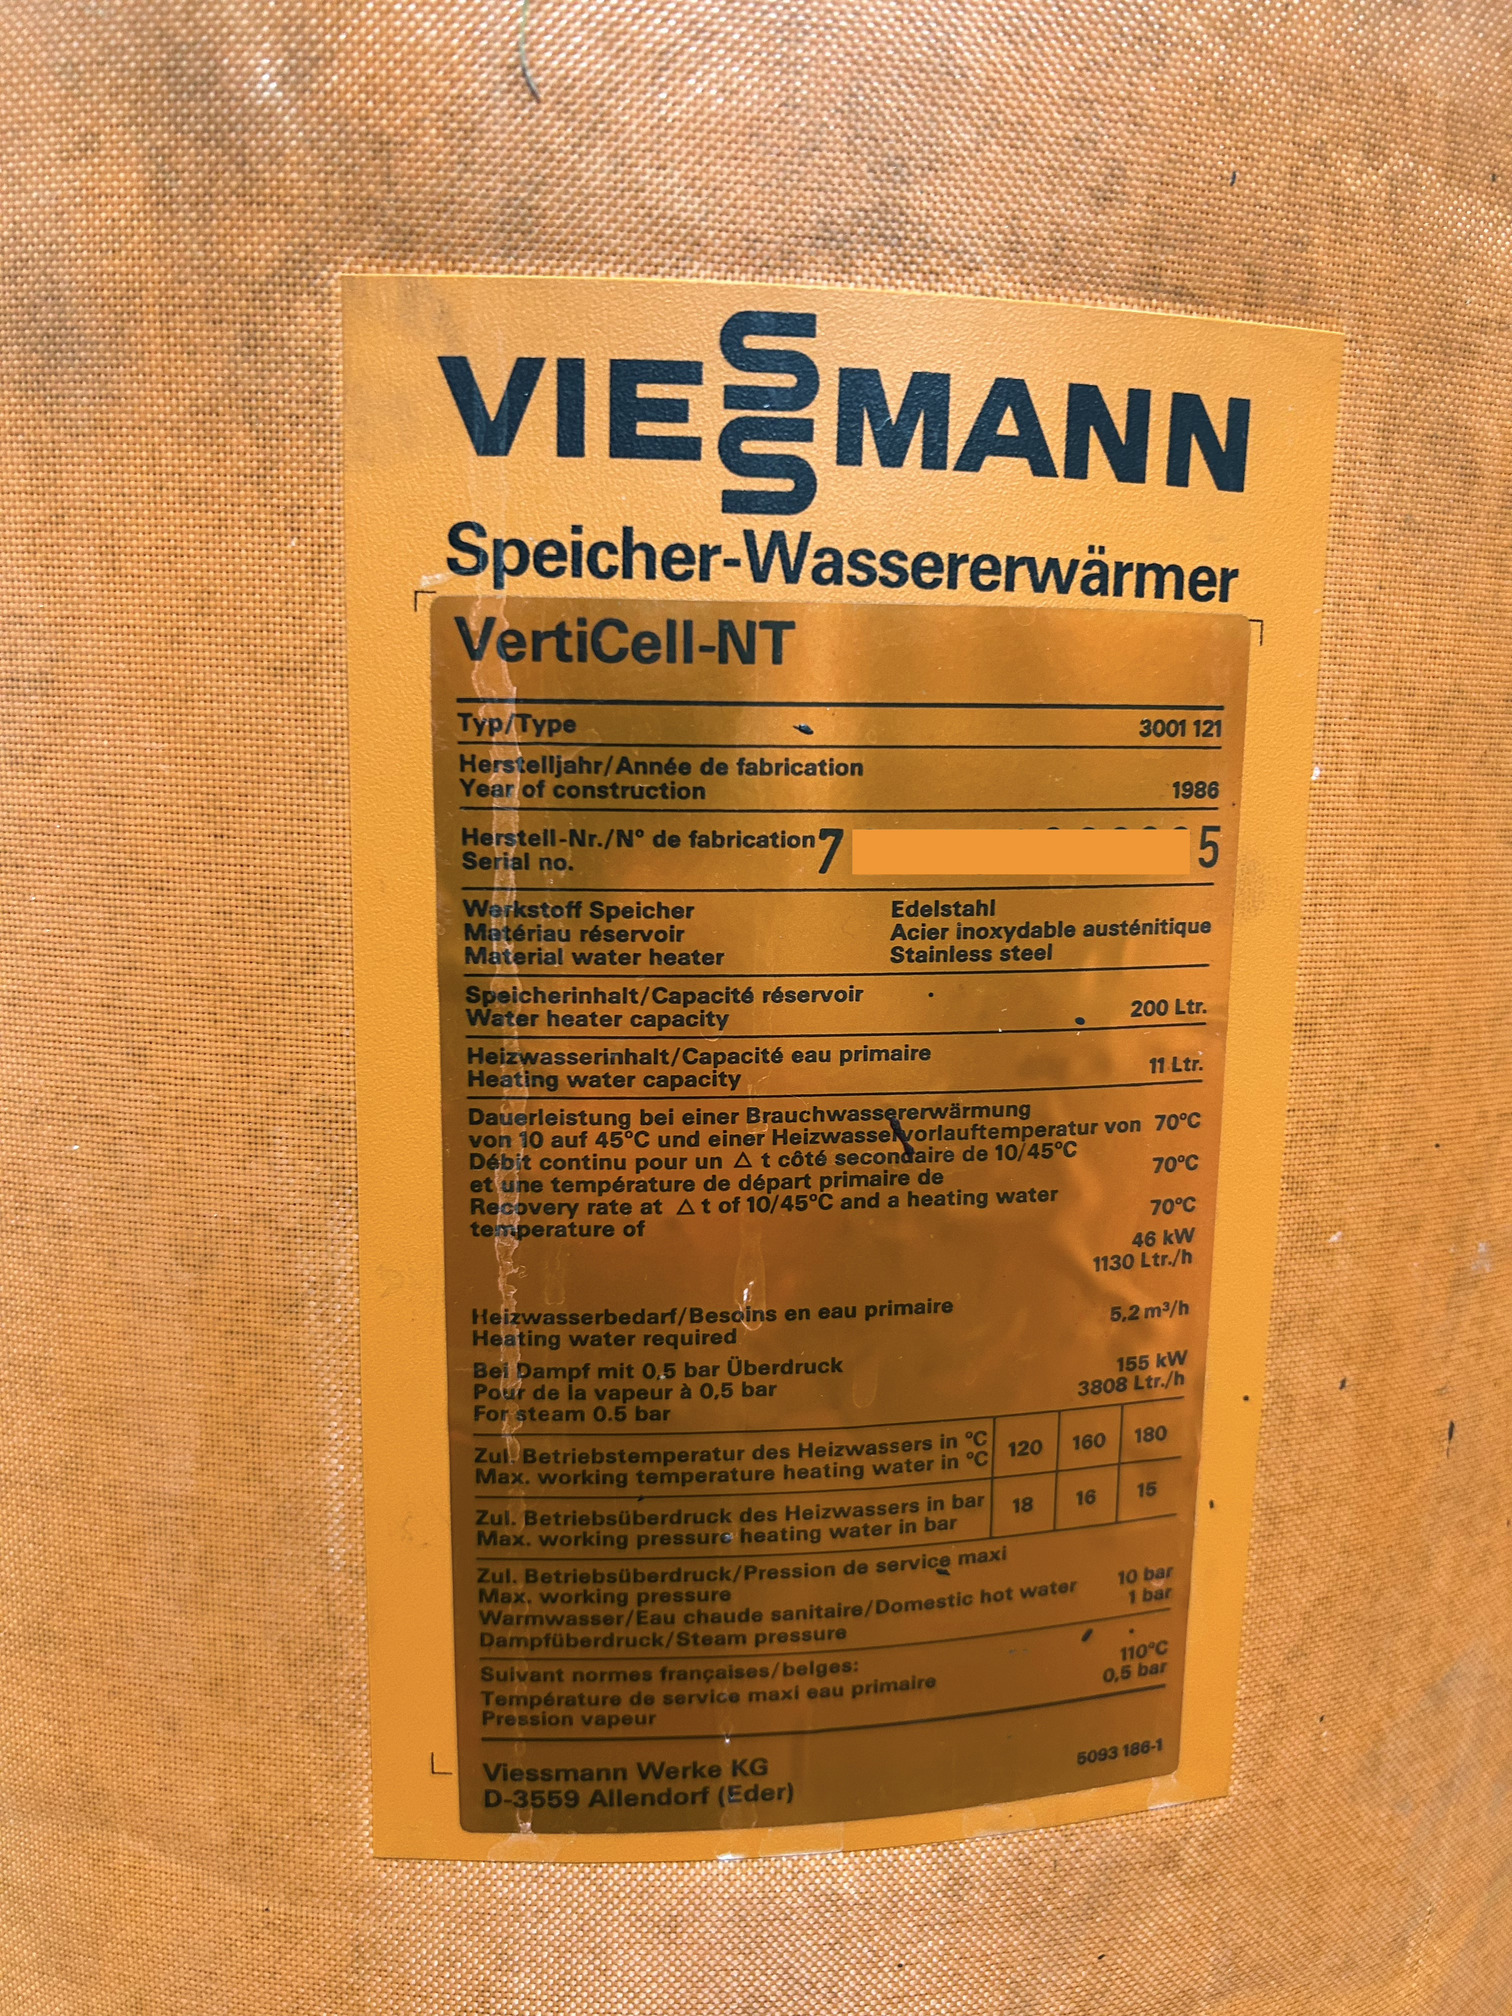 VIESSMANN
Speicher-Wassererwärmer
VertiCell-NT
Typ/Type 3001 121
Herstelljahr/Année de fabrication
Year of construction 1986
Herstell-Nr./Nº de fabrication 7 5
Serial no.
Werkstoff Speicher Edelstahl
Matériau réservoir Acier inoxydable austénitique
Material water heater Stainless steel
Speicherinhalt/Capacité réservoir
Water heater capacity 200 Ltr.
Heizwasserinhalt/Capacité eau primaire
Heating water capacity 11 Ltr.
Dauerleistung bei einer Brauchwassererwärmung
von 10 auf 45ºC und einer Heizwasservorlauftemperatur von 70ºC
Débit continu pour un Δ t côté secondaire de 10/45ºC
et une température de départ primaire de 70ºC
Recovery rate at Δ t of 10/45ºC and a heating water
temperature of 70ºC
46 kW
1130 Ltr./h
Heizwasserbedarf/Besoins en eau primaire 5,2 m³/h
Heating water required
Bei Dampf mit 0,5 bar Überdruck 155 kW
Pour de la vapeur à 0,5 bar 3808 Ltr./h
For steam 0.5 bar
Zul. Betriebstemperatur des Heizwassers in ºC 120 160 180
Max. working temperature heating water in ºC
Zul. Betriebsüberdruck des Heizwassers in bar 18 16 15
Max. working pressure heating water in bar
Zul. Betriebsüberdruck/Pression de service maxi
Max. working pressure
Warmwasser/Eau chaude sanitaire/Domestic hot water 10 bar
Dampfüberdruck/Steam pressure 1 bar
Suivant normes françaises/belges:
Température de service maxi eau primaire 110ºC
Pression vapeur 0,5 bar
Viessmann Werke KG 5093 186-1
D-3559 Allendorf (Eder)